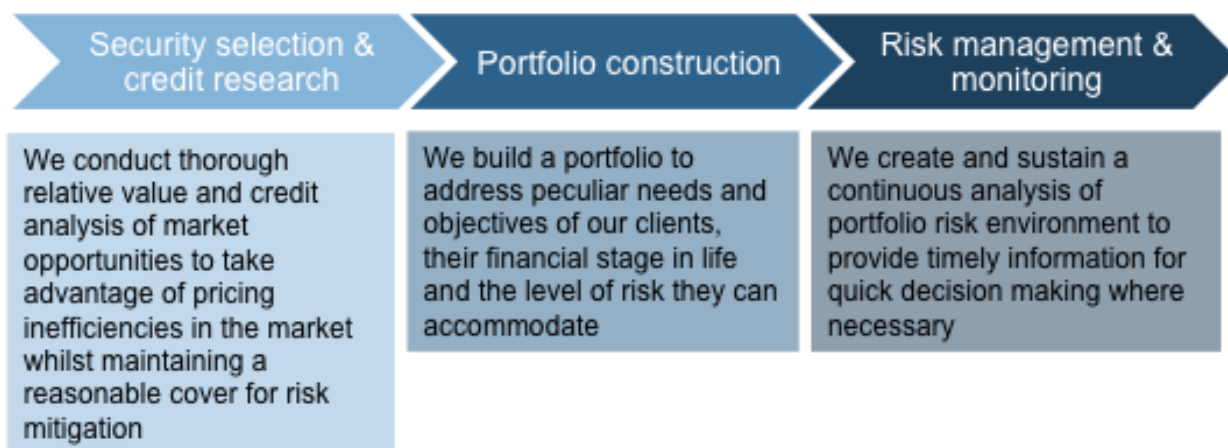 Security selection &
credit research
We conduct thorough
relative value and credit
analysis of market
opportunities to take
advantage of pricing
inefficiencies in the market
whilst maintaining a
reasonable cover for risk
mitigation
Portfolio construction
We build a portfolio to
address peculiar needs and
objectives of our clients,
their financial stage in life
and the level of risk they can
accommodate
Risk management &
monitoring
We create and sustain a
continuous analysis of
portfolio risk environment to
provide timely information for
quick decision making where
necessary